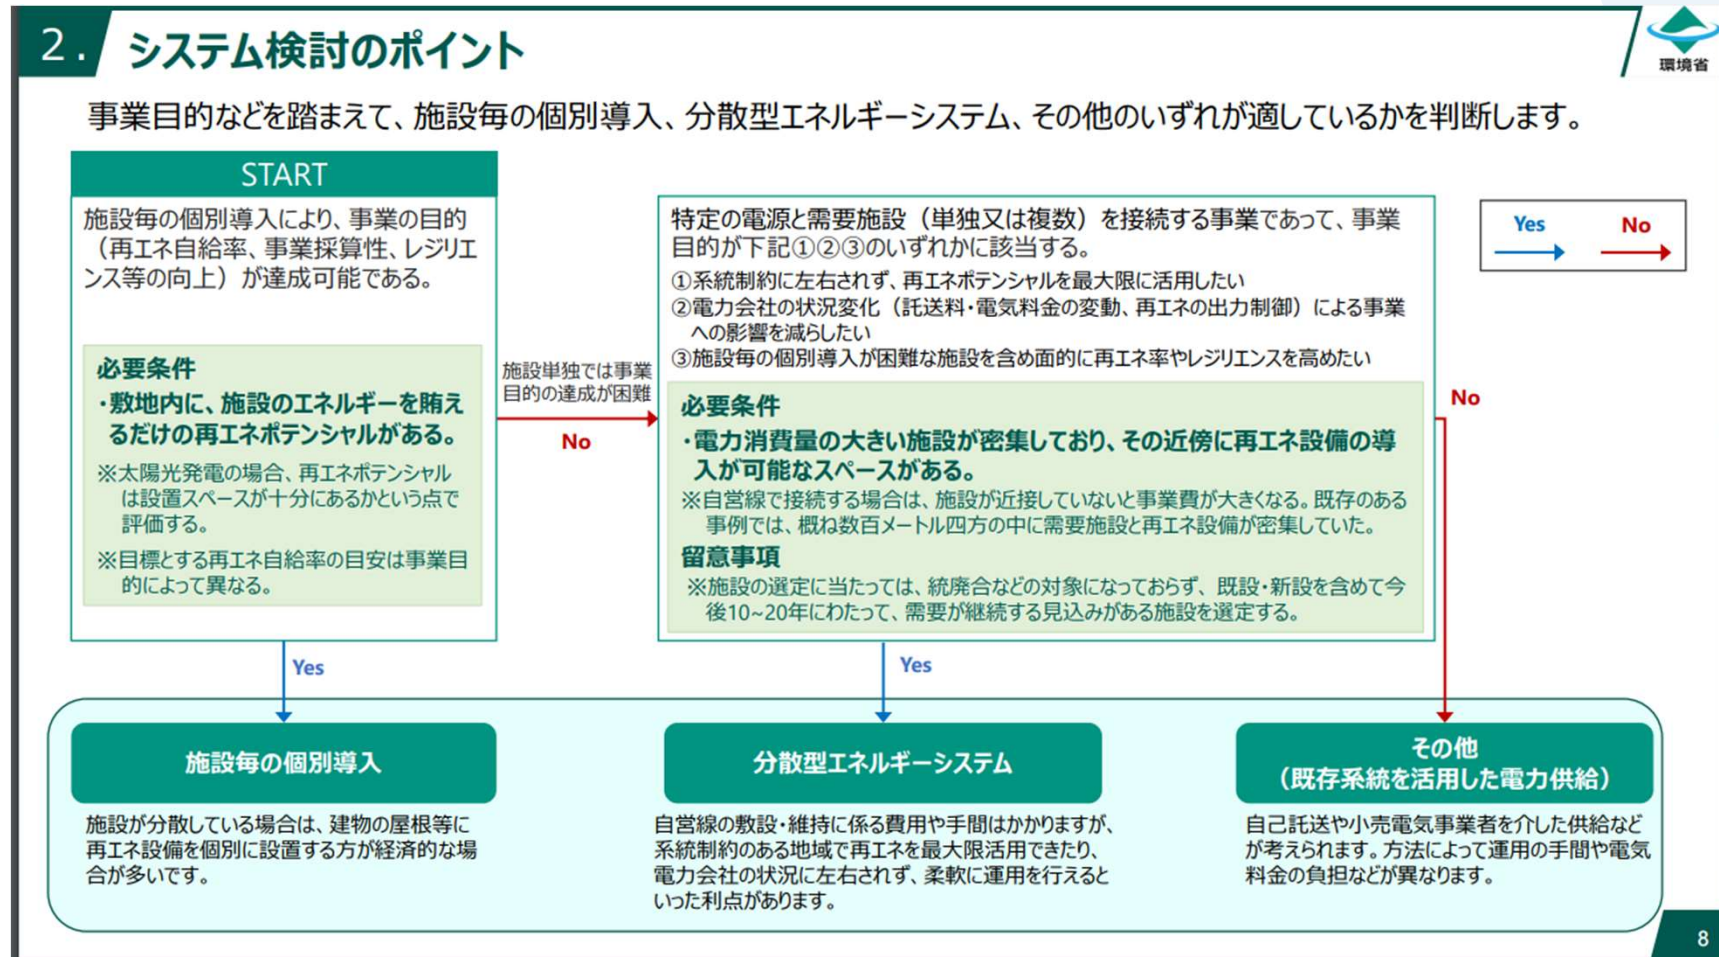 2．
システム検討のポイント
環境省
事業目的などを踏まえて、施設毎の個別導入、分散型エネルギーシステム、その他のいずれが適しているかを判断します。
START
施設毎の個別導入により、事業の目的
（再エネ自給率、事業採算性、レジリエ
ンス等の向上）が達成可能である。
必要条件
・敷地内に、施設のエネルギーを賄え
るだけの再エネポテンシャルがある。
※太陽光発電の場合、再エネポテンシャル
は設置スペースが十分にあるかという点で
評価する。
※目標とする再エネ自給率の目安は事業目
的によって異なる。
施設単独では事業
目的の達成が困難
No
特定の電源と需要施設（単独又は複数）を接続する事業であって、事業
目的が下記①②③のいずれかに該当する。
①系統制約に左右されず、再エネポテンシャルを最大限に活用したい
②電力会社の状況変化（託送料・電気料金の変動、再エネの出力制御）による事業
への影響を減らしたい
③施設毎の個別導入が困難な施設を含め面的に再エネ率やレジリエンスを高めたい
必要条件
・電力消費量の大きい施設が密集しており、その近傍に再エネ設備の導
入が可能なスペースがある。
※自営線で接続する場合は、施設が近接していないと事業費が大きくなる。既存のある
事例では、概ね数百メートル四方の中に需要施設と再エネ設備が密集していた。
留意事項
※施設の選定に当たっては、統廃合などの対象になっておらず、既設・新設を含めて今
後10~20年にわたって、需要が継続する見込みがある施設を選定する。
Yes
No
No
Yes
Yes
施設毎の個別導入
施設が分散している場合は、建物の屋根等に
再エネ設備を個別に設置する方が経済的な場
合が多いです。
分散型エネルギーシステム
自営線の敷設・維持に係る費用や手間はかかりますが、
系統制約のある地域で再エネを最大限活用できたり、
電力会社の状況に左右されず、柔軟に運用を行えると
いった利点があります。
その他
（既存系統を活用した電力供給）
自己託送や小売電気事業者を介した供給など
が考えられます。方法によって運用の手間や電気
料金の負担などが異なります。
8